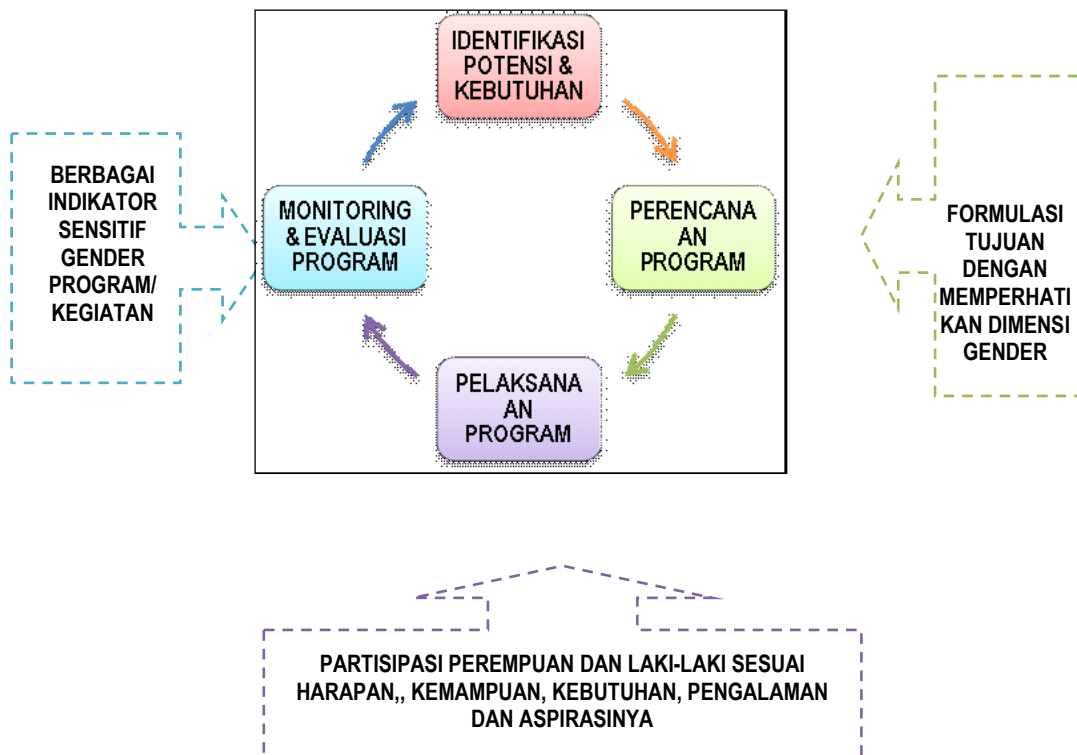 IDENTIFIKASI
POTENSI &
KEBUTUHAN
BERBAGAI
INDIKATOR
SENSITIF
GENDER
PROGRAM/
KEGIATAN
MONITORING
& EVALUASI
PROGRAM
PERENCANA
AN
PROGRAM
FORMULASI
TUJUAN
DENGAN
MEMPERHATI
KAN DIMENSI
GENDER
PELAKSANA
AN
PROGRAM
PARTISIPASI PEREMPUAN DAN LAKI-LAKI SESUAI
HARAPAN,, KEMAMPUAN, KEBUTUHAN, PENGALAMAN
DAN ASPIRASINYA